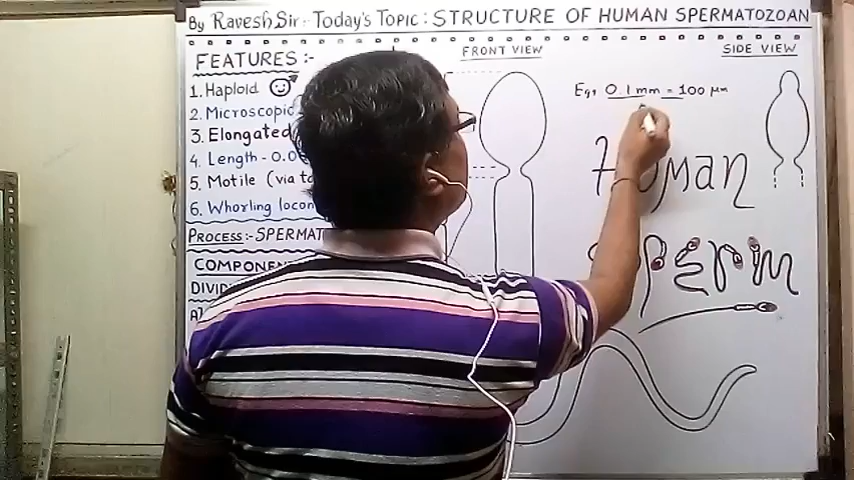 By Ravesh Sir:- Today's Topic: STRUCTURE OF HUMAN SPERMATOZOAN
FEATURES:-
1. Haploid
2. Microscopic
3. Elongated
4. Length - 0.0
5. Motile (via
6. Whorling
PROCESS:- SPERMAT
COMPONEN
DIVID
FRONT VIEW
SIDE VIEW
Eg, 0.1 mm = 100 μm
Human
Sperm